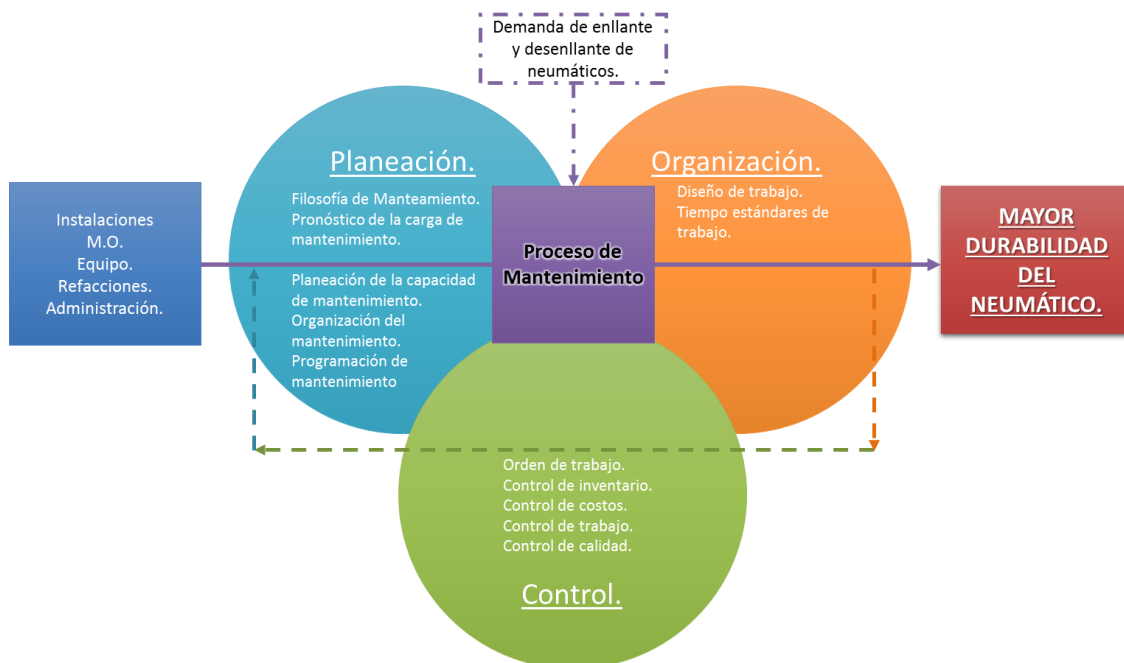 Demanda de enllante
y desenllante de
neumáticos.
Planeación.
Filosofía de Manteamiento.
Pronóstico de la carga de
mantenimiento.
Planeación de la capacidad
de mantenimiento.
Organización del
mantenimiento.
Programación de
mantenimiento
Organización.
Diseño de trabajo.
Tiempo estándares de
trabajo.
Instalaciones
M.O.
Equipo.
Refacciones.
Administración.
Proceso de
Mantenimiento
MAYOR
DURABILIDAD
DEL
NEUMÁTICO.
Orden de trabajo.
Control de inventario.
Control de costos.
Control de trabajo.
Control de calidad.
Control.